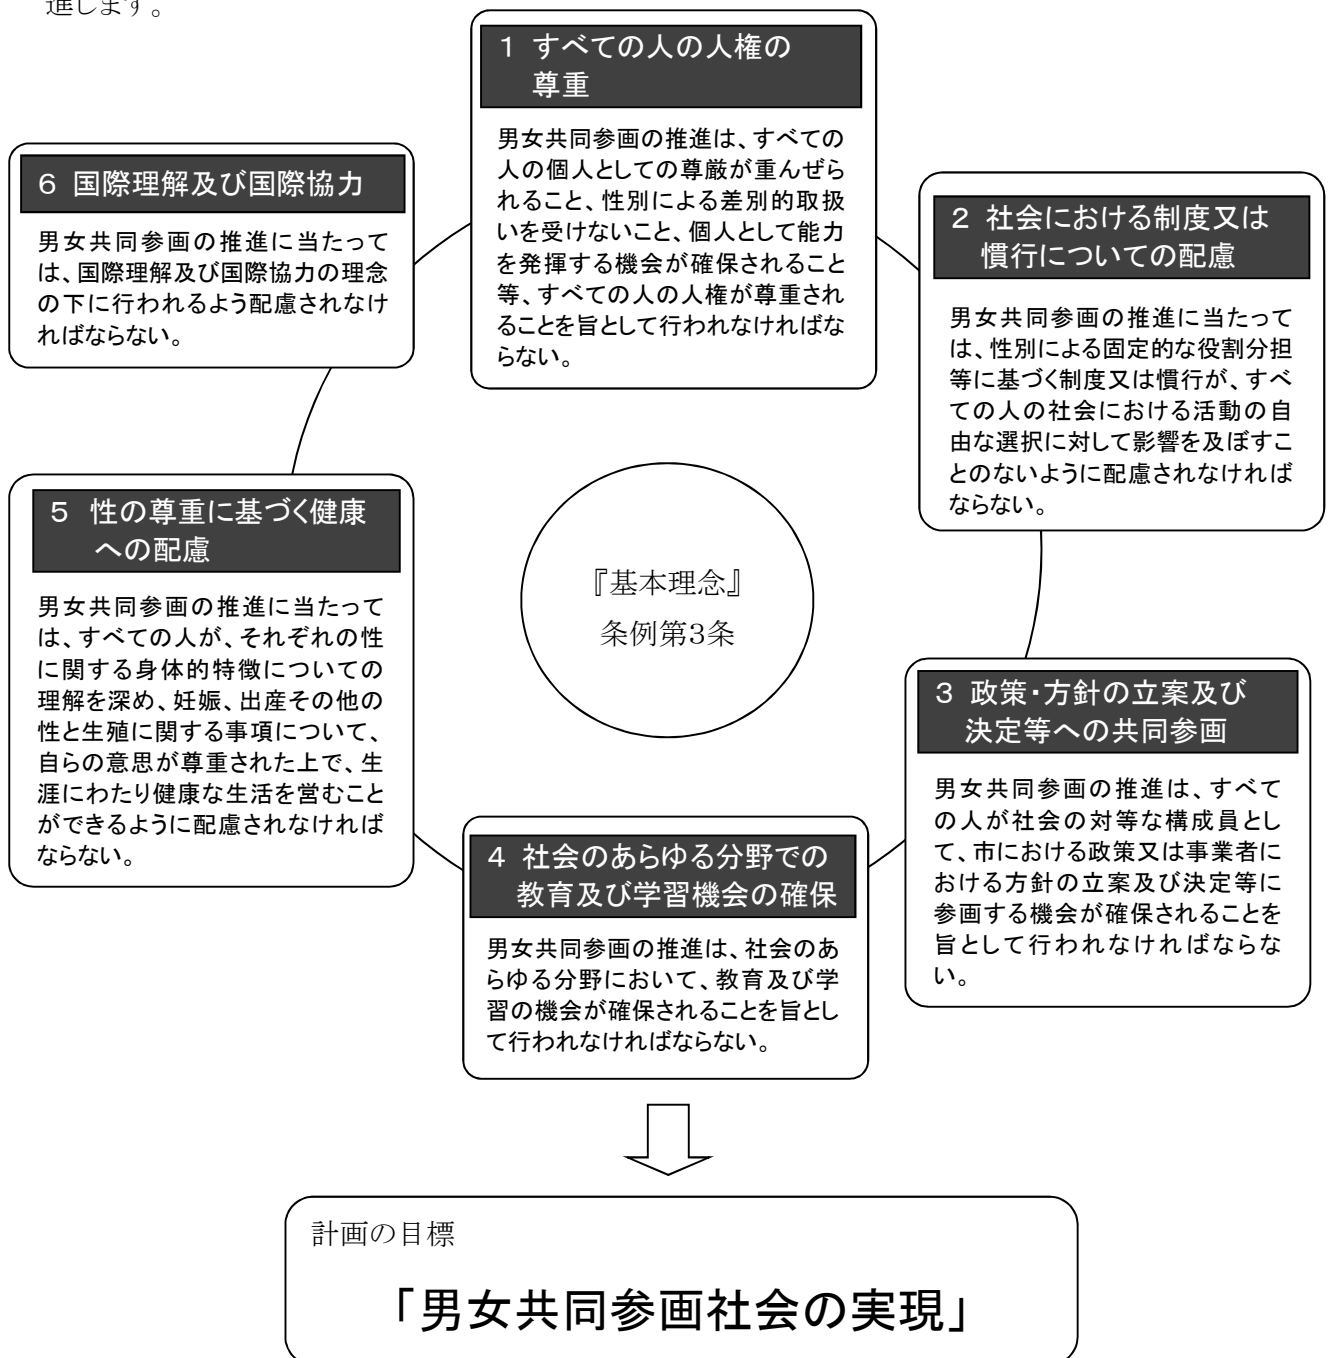 進します。
1 すべての人の人権の
尊重
男女共同参画の推進は、すべての
人の個人としての尊厳が重んぜら
れること、性別による差別的取扱
いを受けないこと、個人として能力
を発揮する機会が確保されること
等、すべての人の人権が尊重され
ることを旨として行われなければな
らない。
2 社会における制度又は
慣行についての配慮
男女共同参画の推進に当たって
は、性別による固定的な役割分担
等に基づく制度又は慣行が、すべ
ての人の社会における活動の自
由な選択に対して影響を及ぼすこ
とのないように配慮されなければ
ならない。
3 政策・方針の立案及び
決定等への共同参画
男女共同参画の推進は、すべて
の人が社会の対等な構成員とし
て、市における政策又は事業者に
おける方針の立案及び決定等に
参画する機会が確保されることを
旨として行われなければならな
い。
4 社会のあらゆる分野での
教育及び学習機会の確保
男女共同参画の推進は、社会のあ
らゆる分野において、教育及び学
習の機会が確保されることを旨とし
て行われなければならない。
5 性の尊重に基づく健康
への配慮
男女共同参画の推進に当たって
は、すべての人が、それぞれの性
に関する身体的特徴についての
理解を深め、妊娠、出産その他の
性と生殖に関する事項について、
自らの意思が尊重された上で、生
涯にわたり健康な生活を営むこと
ができるように配慮されなければ
ならない。
6 国際理解及び国際協力
男女共同参画の推進に当たって
は、国際理解及び国際協力の理念
の下に行われるよう配慮されなけ
ればならない。
『基本理念』
条例第3条
計画の目標
「男女共同参画社会の実現」